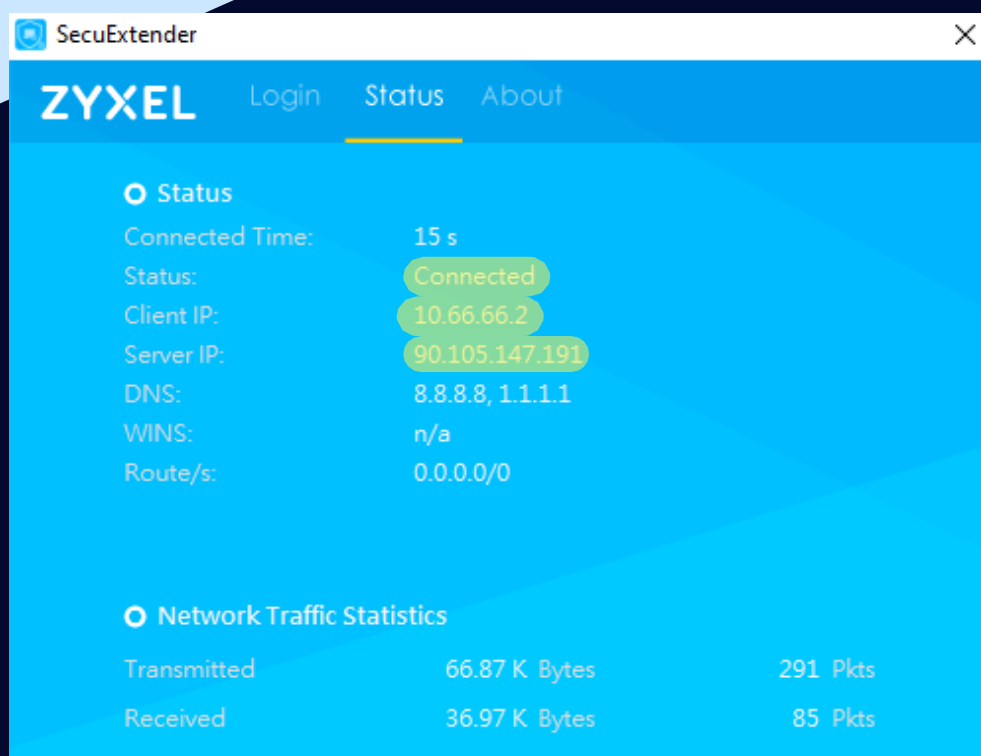 SecuExtender
ZYXEL Login Status About
Status
Connected Time: 15 s
Status: Connected
Client IP: 10.66.66.2
Server IP: 90.105.147.191
DNS: 8.8.8.8, 1.1.1.1
WINS: n/a
Route/s: 0.0.0.0/0
Network Traffic Statistics
Transmitted 66.87 K Bytes 291 Pkts
Received 36.97 K Bytes 85 Pkts